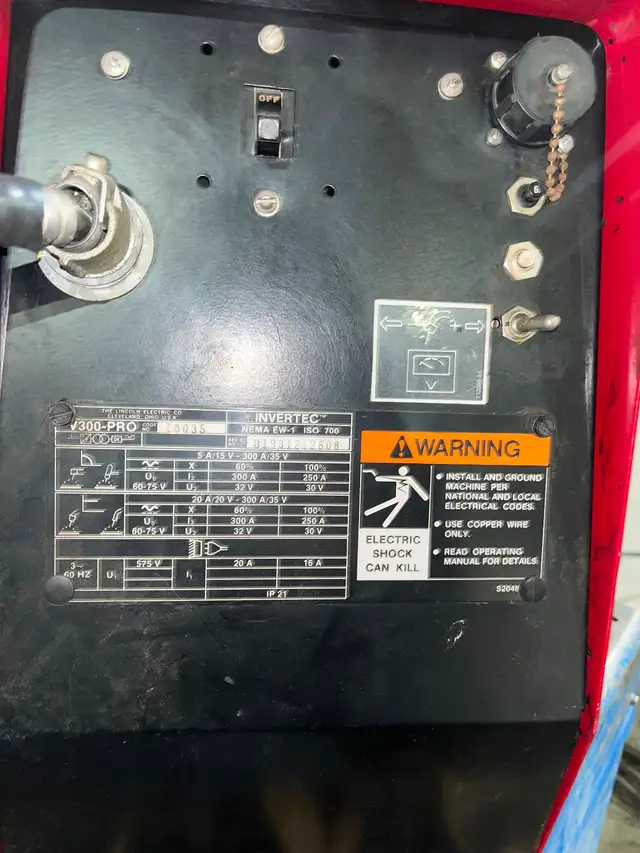 OFF
THE LINCOLN ELECTRIC CO.
CLEVELAND, OHIO U.S.A.
V300-PRO CODE NO. 10035
INVERTEC™
NEMA EW-1 ISO 700
V
5 A/15 V - 300 A/35 V
X 60% 100%
U₀ I₂ 300 A 250 A
60-75 V U₂ 32 V 30 V
20 A/20 V - 300 A/35 V
X 60% 100%
U₀ I₂ 300 A 250 A
60-75 V U₂ 32 V 30 V
3~
60 HZ U₁ 575 V I₁ 20 A 16 A
IP 21
WARNING
ELECTRIC
SHOCK
CAN KILL
● INSTALL AND GROUND
MACHINE PER
NATIONAL AND LOCAL
ELECTRICAL CODES.
● USE COPPER WIRE
ONLY.
● READ OPERATING
MANUAL FOR DETAILS.